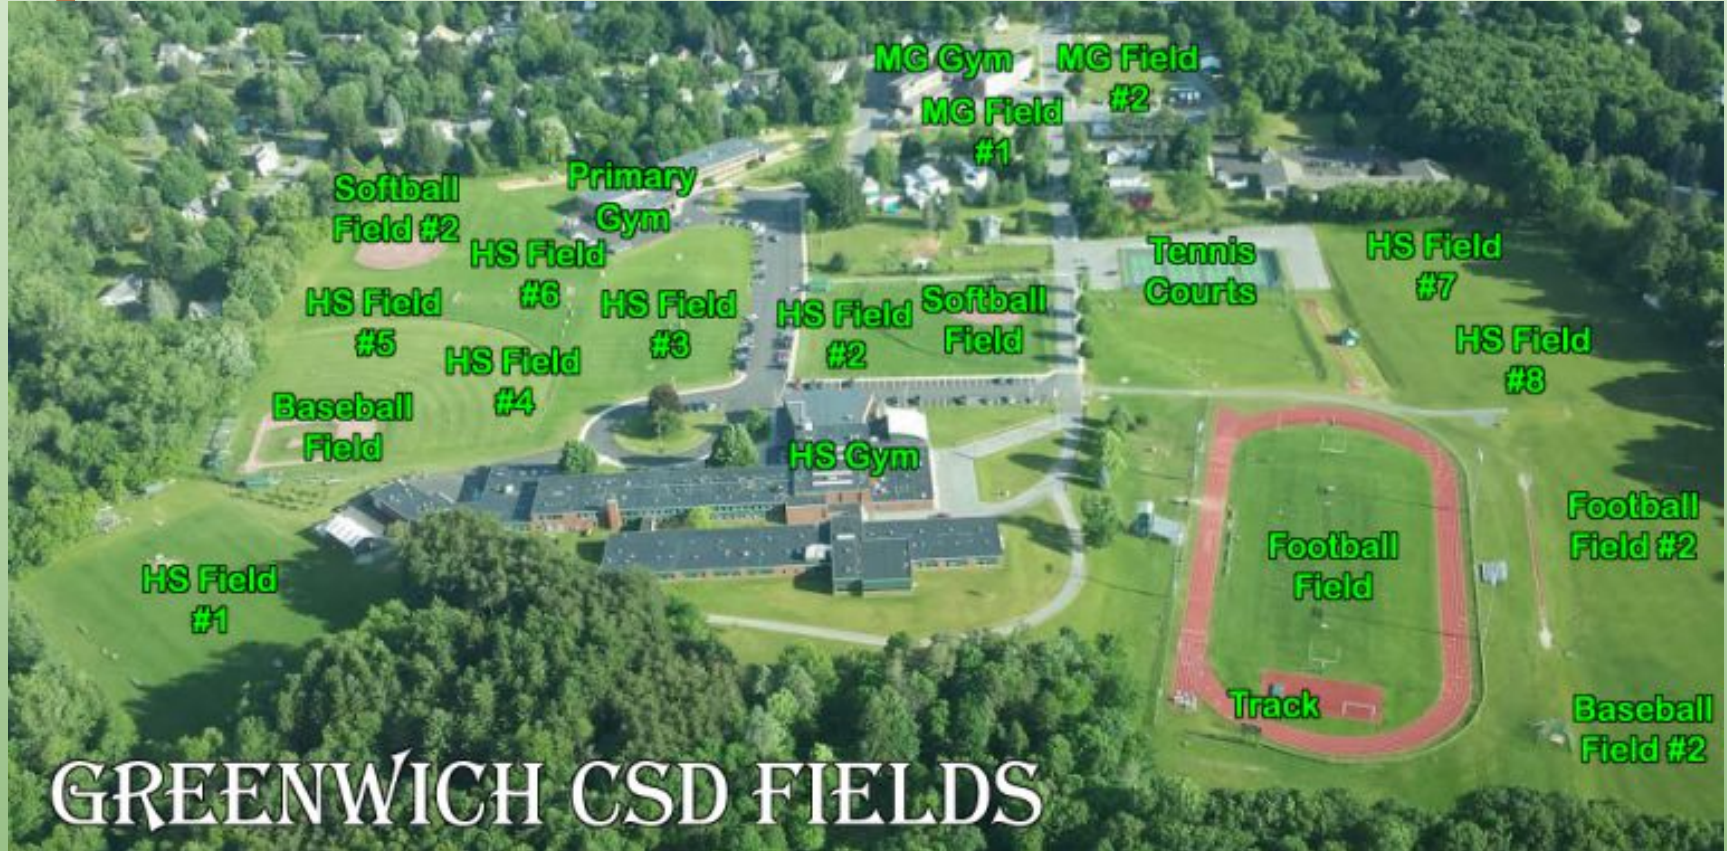 MG Gym
MG Field
#2
MG Field
#1
Primary
Gym
Softball
Field #2
HS Field
#6
HS Field
#5
HS Field
#4
HS Field
#3
HS Field
#2
Softball
Field
Tennis
Courts
HS Field
#7
HS Field
#8
Baseball
Field
HS Gym
HS Field
#1
Football
Field
Football
Field #2
Track
Baseball
Field #2
GREENWICH CSD FIELDS